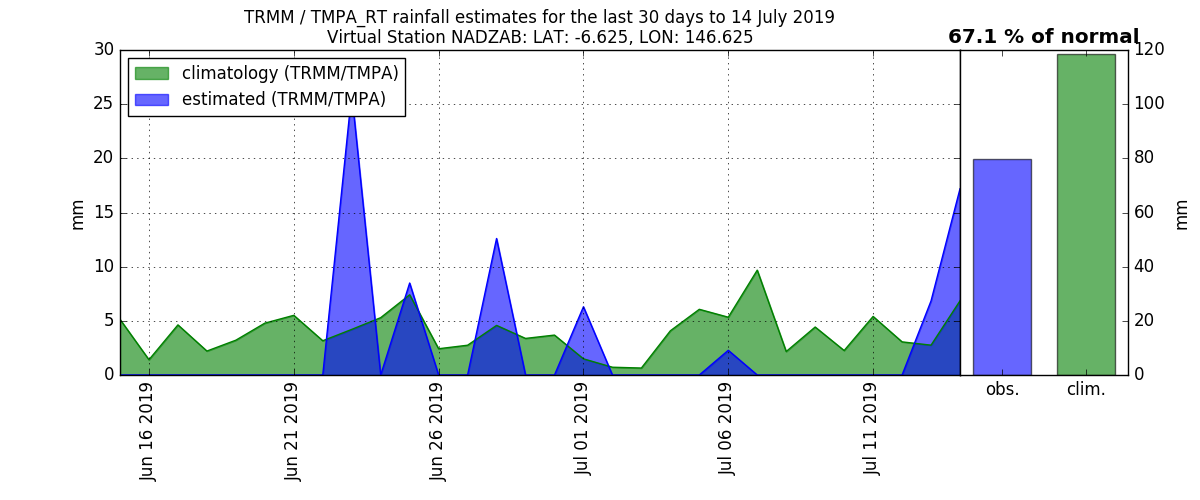 TRMM / TMPA_RT rainfall estimates for the last 30 days to 14 July 2019
Virtual Station NADZAB: LAT: -6.625, LON: 146.625
67.1 % of normal
climatology (TRMM/TMPA)
estimated (TRMM/TMPA)
30
25
20
15
10
5
0
mm
120
100
80
60
40
20
0
mm
Jun 16 2019
Jun 21 2019
Jun 26 2019
Jul 01 2019
Jul 06 2019
Jul 11 2019
obs.
clim.